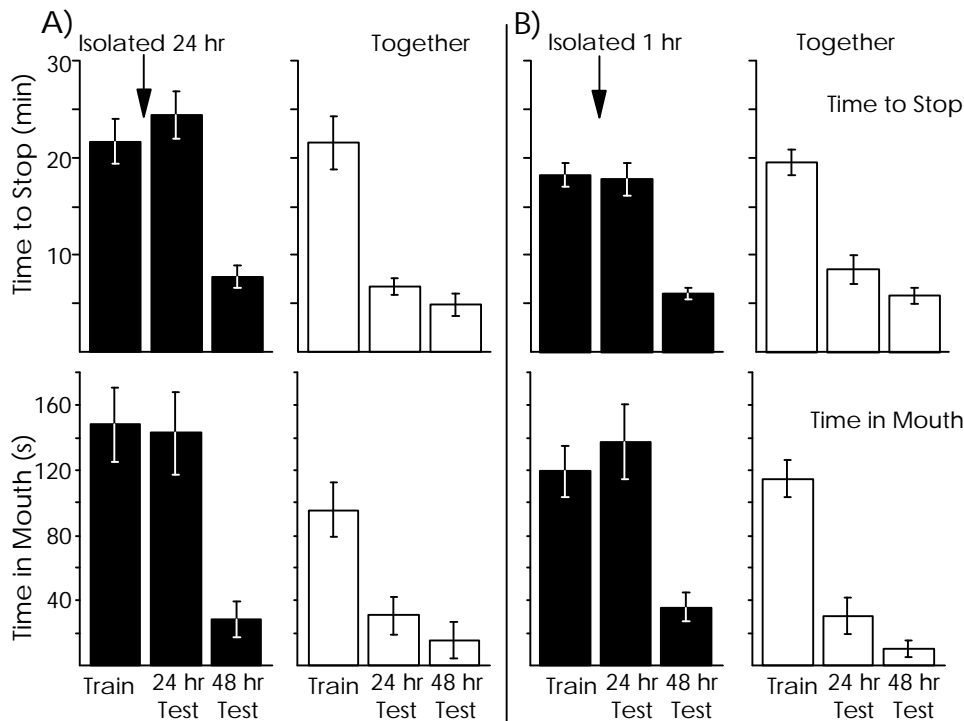 A)
Isolated 24 hr
Together
B)
Isolated 1 hr
Together
Time to Stop (min)
30
20
10
Time to Stop
Time in Mouth (s)
160
120
80
40
Time in Mouth
Train
24 hr
Test
48 hr
Test
Train
24 hr
Test
48 hr
Test
Train
24 hr
Test
48 hr
Test
Train
24 hr
Test
48 hr
Test